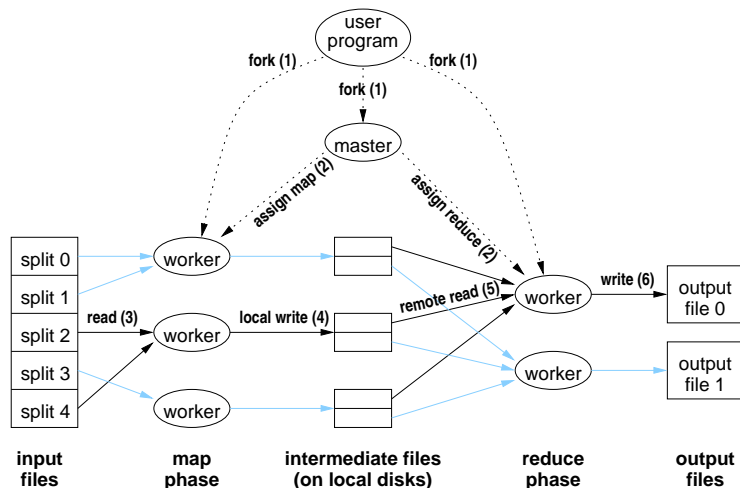 user
program
fork (1)
fork (1)
fork (1)
master
assign map (2)
assign reduce (2)
split 0
split 1
split 2
split 3
split 4
worker
worker
worker
read (3)
local write (4)
remote read (5)
worker
worker
write (6)
output
file 0
output
file 1
input
files
map
phase
intermediate files
(on local disks)
reduce
phase
output
files